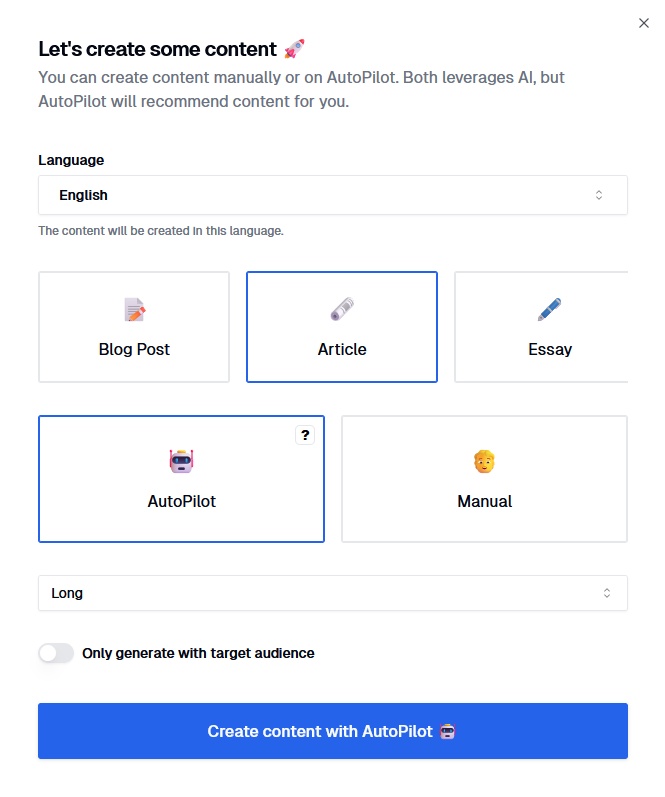 Let's create some content 🚀
You can create content manually or on AutoPilot. Both leverages AI, but
AutoPilot will recommend content for you.
Language
English
The content will be created in this language.
Blog Post
Article
Essay
?
AutoPilot
Manual
Long
Only generate with target audience
Create content with AutoPilot 🤖